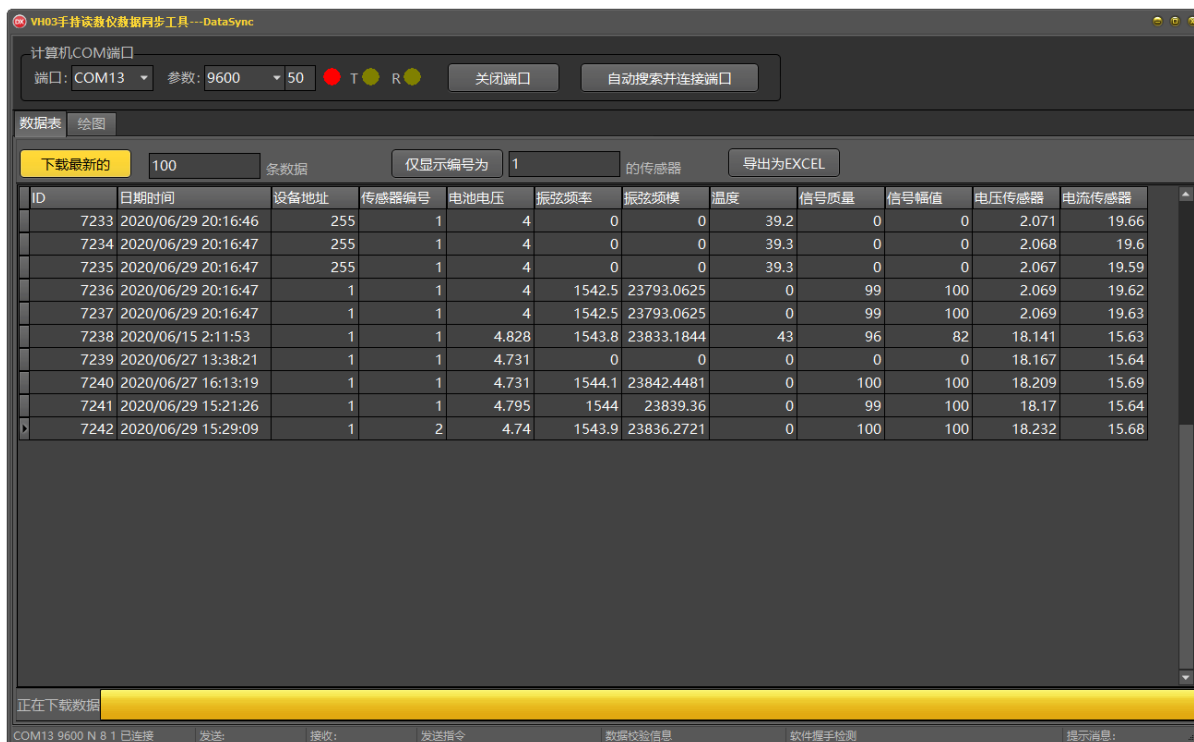 VH03手持读数仪数据同步工具---DataSync
计算机COM端口
端口: COM13 参数: 9600 50 T R 关闭端口 自动搜索并连接端口
数据表 绘图
下载最新的 100 条数据 仅显示编号为 1 的传感器 导出为EXCEL
ID 日期时间 设备地址 传感器编号 电池电压 振弦频率 振弦频模 温度 信号质量 信号幅值 电压传感器 电流传感器
7233 2020/06/29 20:16:46 255 1 4 0 0 39.2 0 0 2.071 19.66
7234 2020/06/29 20:16:47 255 1 4 0 0 39.3 0 0 2.068 19.6
7235 2020/06/29 20:16:47 255 1 4 0 0 39.3 0 0 2.067 19.59
7236 2020/06/29 20:16:47 1 1 4 1542.5 23793.0625 0 99 100 2.069 19.62
7237 2020/06/29 20:16:47 1 1 4 1542.5 23793.0625 0 99 100 2.069 19.63
7238 2020/06/15 2:11:53 1 1 4.828 1543.8 23833.1844 43 96 82 18.141 15.63
7239 2020/06/27 13:38:21 1 1 4.731 0 0 0 0 0 18.167 15.64
7240 2020/06/27 16:13:19 1 1 4.731 1544.1 23842.4481 0 100 100 18.209 15.69
7241 2020/06/29 15:21:26 1 1 4.795 1544 23839.36 0 99 100 18.17 15.64
7242 2020/06/29 15:29:09 1 2 4.74 1543.9 23836.2721 0 100 100 18.232 15.68
正在下载数据
COM13 9600 N 8 1 已连接 发送: 接收: 发送指令 数据校验信息 软件握手检测 提示消息: